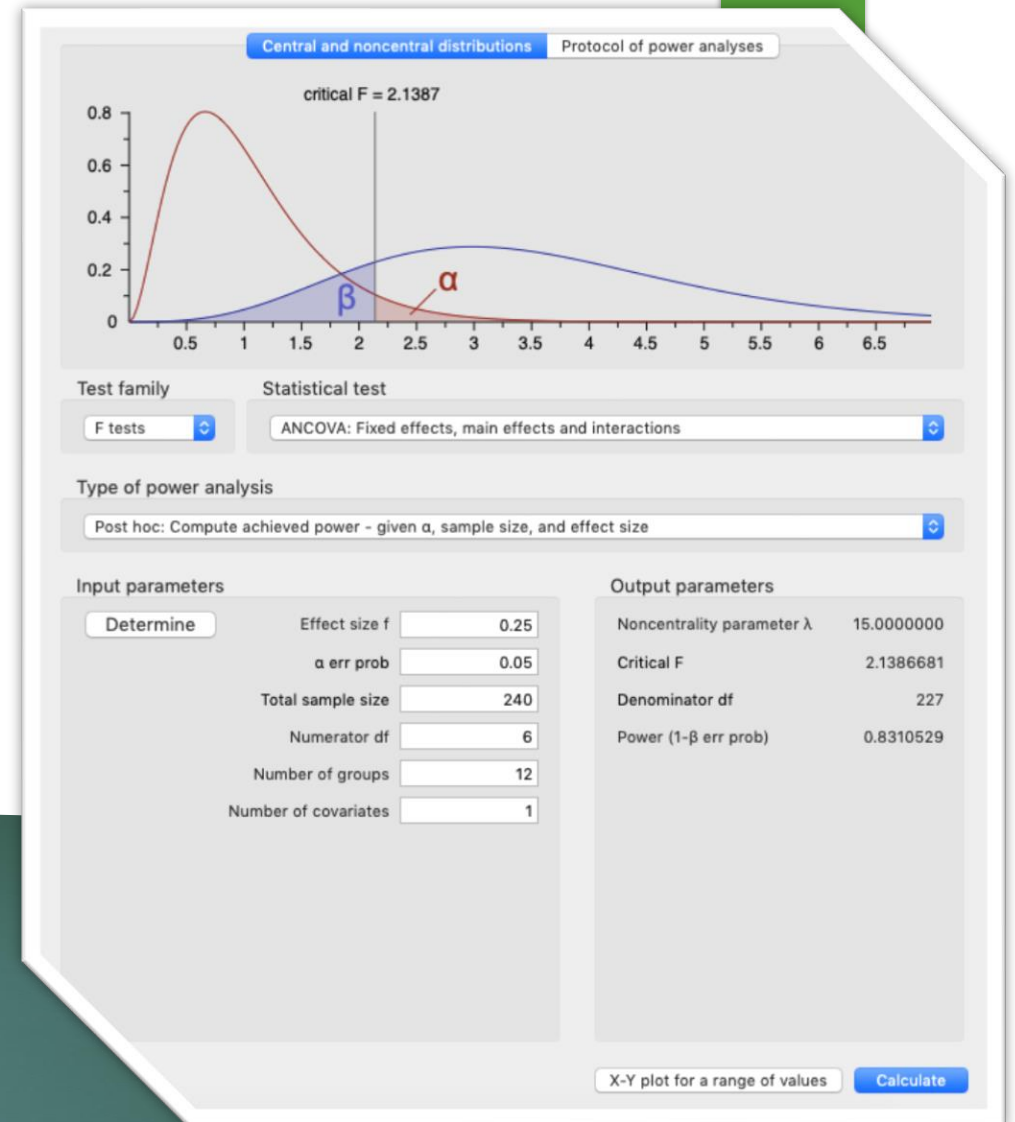 Central and noncentral distributions Protocol of power analyses
critical F = 2.1387
0.8
0.6
0.4
0.2
0
β
α
0.5 1 1.5 2 2.5 3 3.5 4 4.5 5 5.5 6 6.5
Test family Statistical test
F tests ANCOVA: Fixed effects, main effects and interactions
Type of power analysis
Post hoc: Compute achieved power - given α, sample size, and effect size
Input parameters Output parameters
Determine Effect size f 0.25 Noncentrality parameter λ 15.0000000
α err prob 0.05 Critical F 2.1386681
Total sample size 240 Denominator df 227
Numerator df 6 Power (1-β err prob) 0.8310529
Number of groups 12
Number of covariates 1
X-Y plot for a range of values Calculate